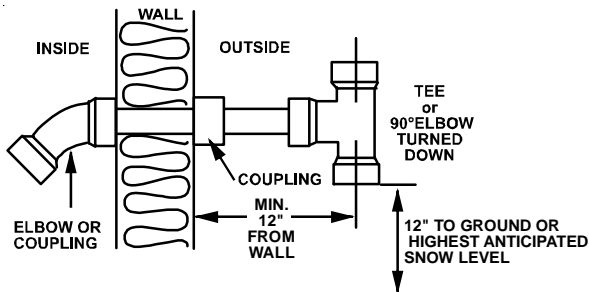 WALL
INSIDE
OUTSIDE
TEE
or
90°ELBOW
TURNED
DOWN
COUPLING
ELBOW OR
COUPLING
MIN.
12"
FROM
WALL
12" TO GROUND OR
HIGHEST ANTICIPATED
SNOW LEVEL